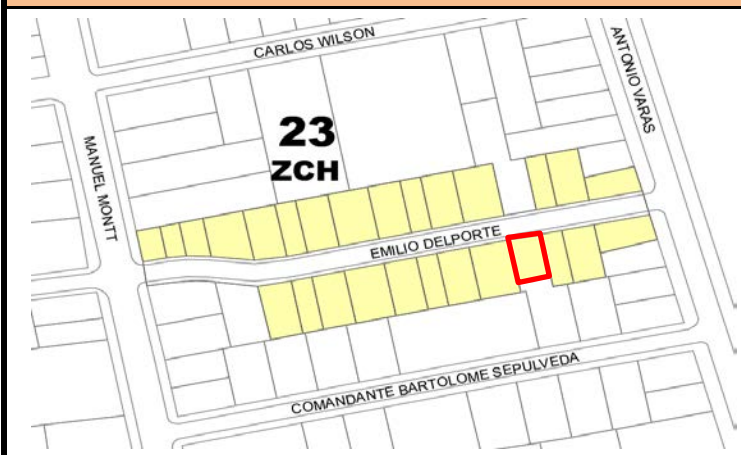 CARLOS WILSON
ANTONIO VARAS
23
ZCH
MANUEL MONTT
EMILIO DELPORTE
COMANDANTE BARTOLOME SEPULVEDA